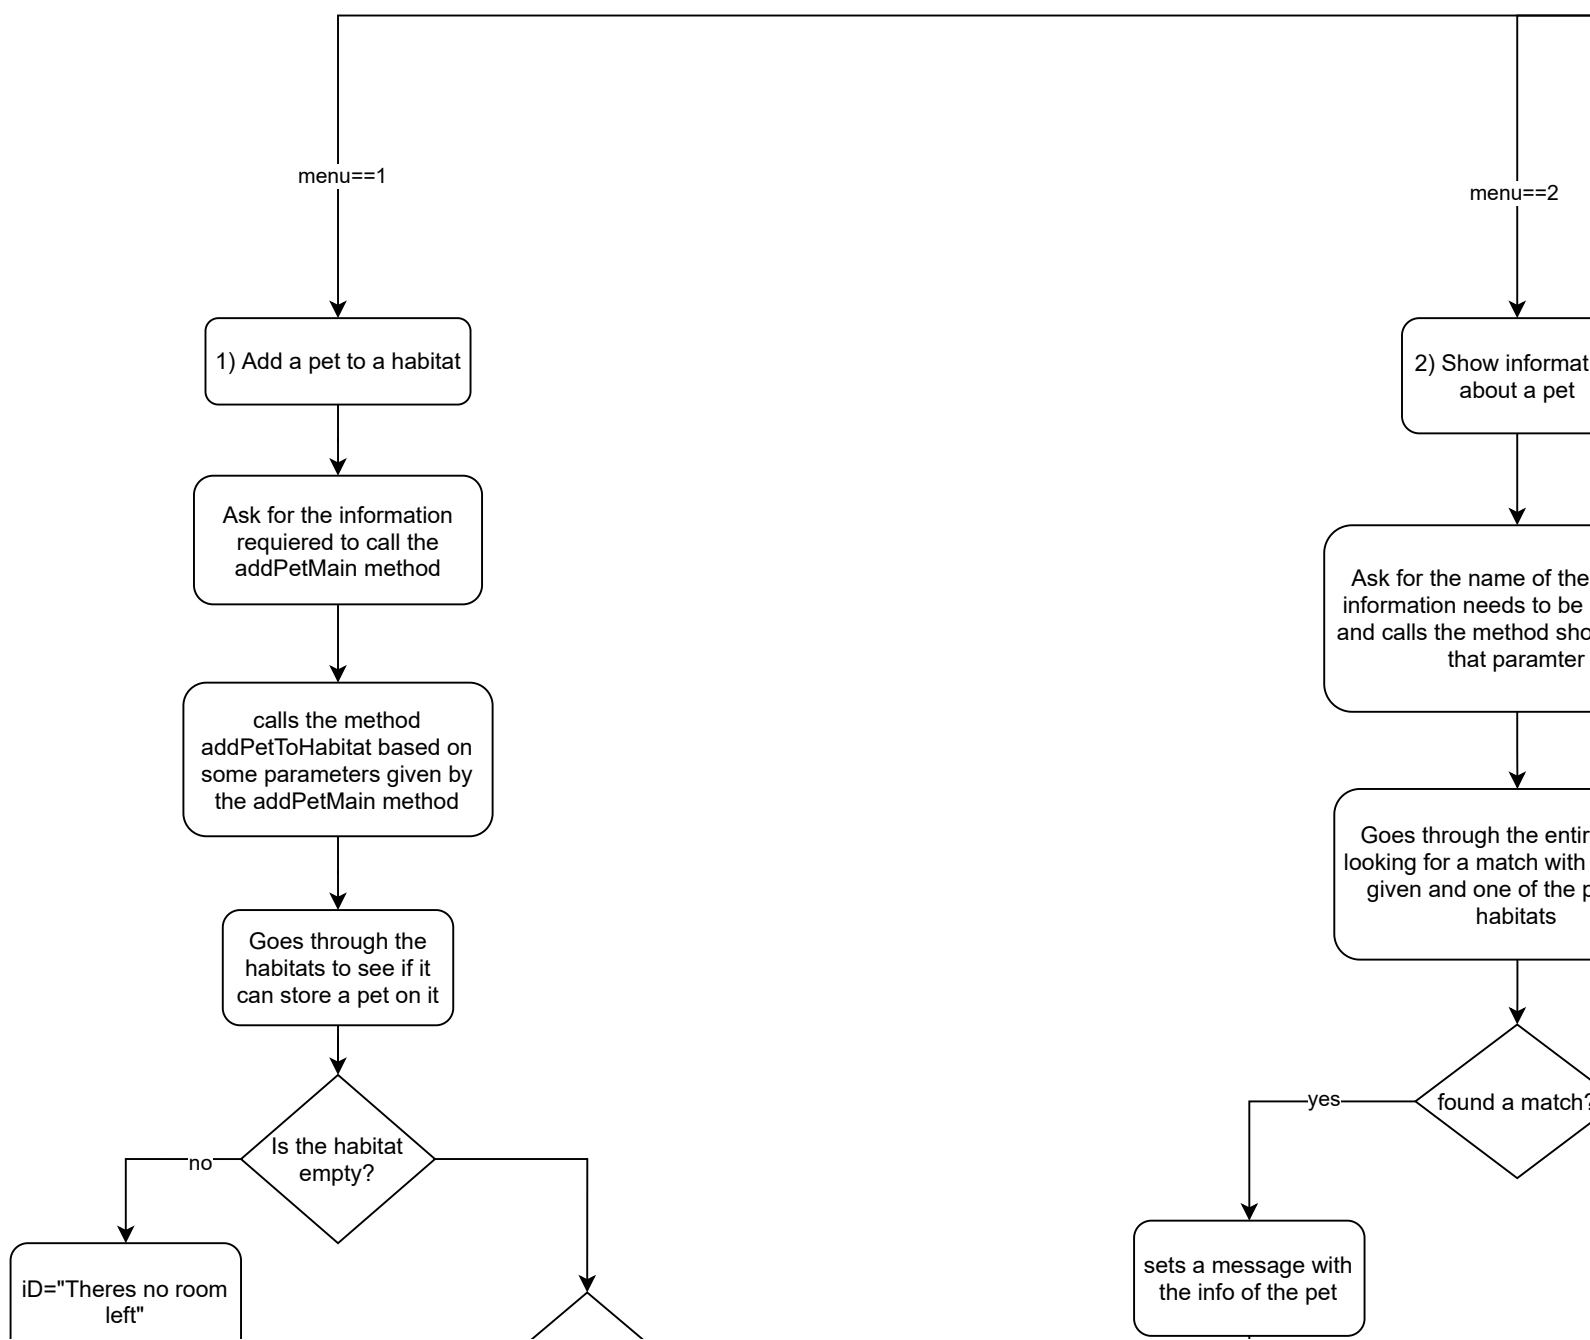 menu==1
1) Add a pet to a habitat
Ask for the information
requiered to call the
addPetMain method
calls the method
addPetToHabitat based on
some parameters given by
the addPetMain method
Goes through the
habitats to see if it
can store a pet on it
Is the habitat
empty?
no
iD="Theres no room
left"
menu==2
2) Show informat
about a pet
Ask for the name of the
information needs to be
and calls the method sho
that paramter
Goes through the entir
looking for a match with
given and one of the p
habitats
found a match?
yes
sets a message with
the info of the pet